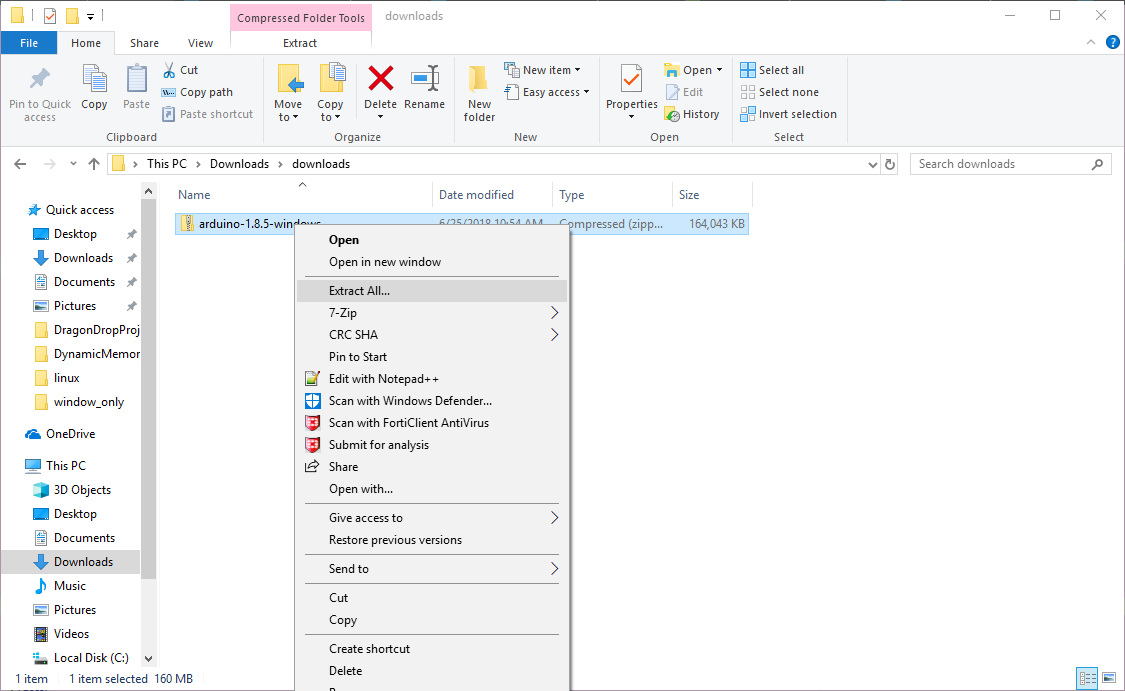 Compressed Folder Tools
downloads
File
Home
Share
View
Extract
Pin to Quick access
Copy
Paste
Cut
Copy path
Paste shortcut
Clipboard
Move to
Copy to
Delete
Rename
Organize
New folder
New item
Easy access
New
Properties
Open
Edit
History
Open
Select all
Select none
Invert selection
Select
This PC > Downloads > downloads
Search downloads
Name
Date modified
Type
Size
arduino-1.8.5-windows
6/25/2018 10:54 AM
Compressed (zipp...
164,043 KB
Quick access
Desktop
Downloads
Documents
Pictures
DragonDropProj
DynamicMemor
linux
window_only
OneDrive
This PC
3D Objects
Desktop
Documents
Downloads
Music
Pictures
Videos
Local Disk (C:)
Open
Open in new window
Extract All...
7-Zip
CRC SHA
Pin to Start
Edit with Notepad++
Scan with Windows Defender...
Scan with FortiClient AntiVirus
Submit for analysis
Share
Open with...
Give access to
Restore previous versions
Send to
Cut
Copy
Create shortcut
Delete
1 item
1 item selected 160 MB